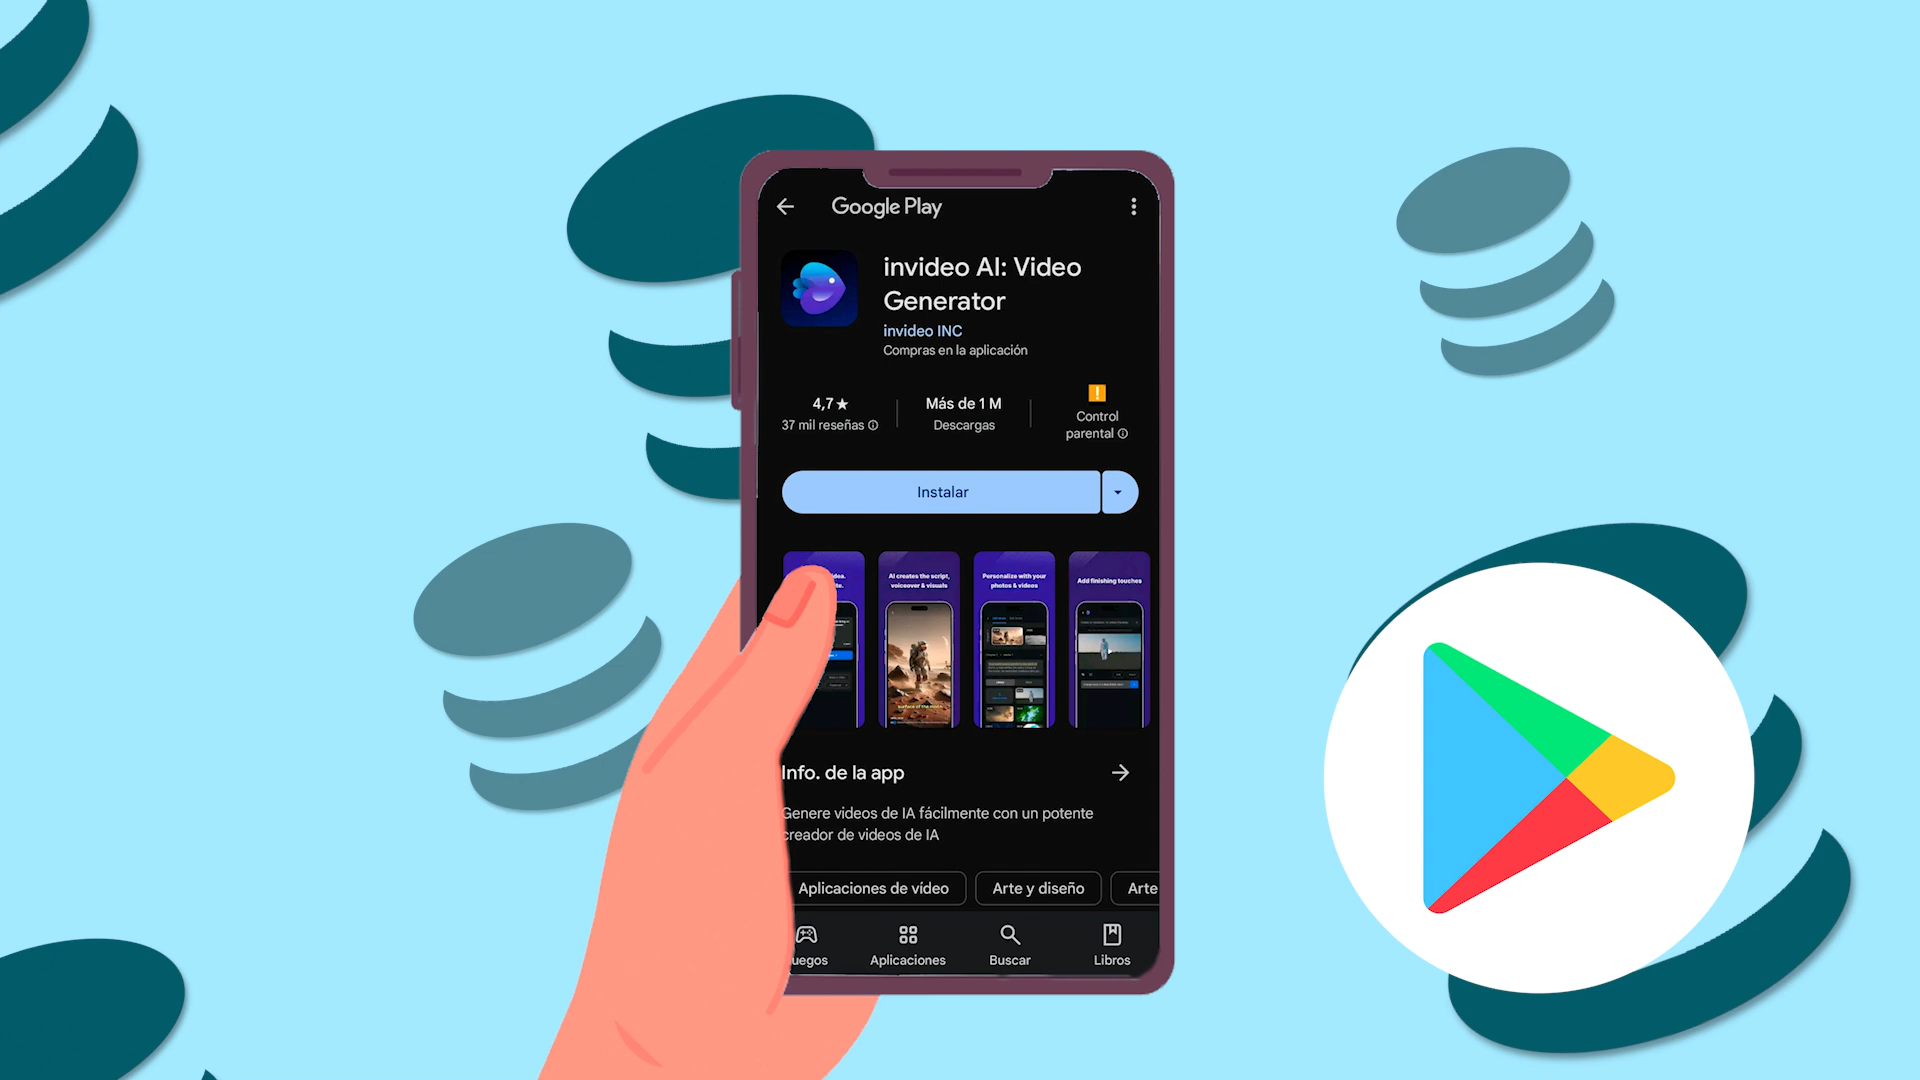 Google Play
invideo AI: Video
Generator
invideo INC
Compras en la aplicación
4,7★
37 mil reseñas
Más de 1 M
Descargas
Control
parental
Instalar
AI creates the script,
voiceover & visuals
Personalize with your
photos & videos
Add finishing touches
Info. de la app
Genere videos de IA fácilmente con un potente
creador de videos de IA
Aplicaciones de vídeo
Arte y diseño
Arte
uegos
Aplicaciones
Buscar
Libros